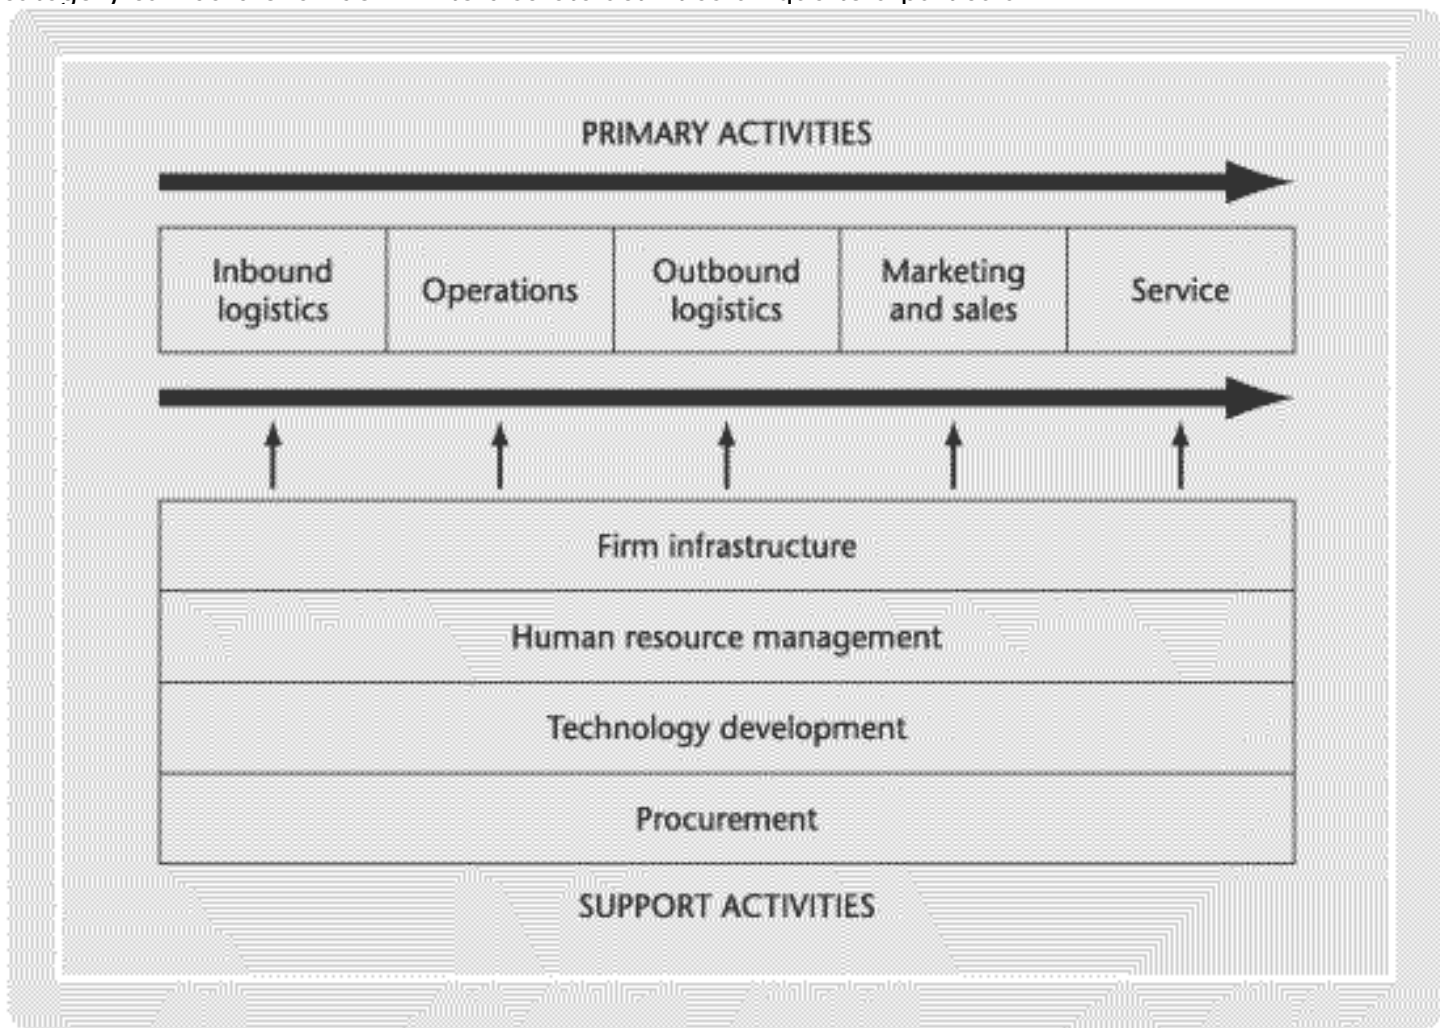 PRIMARY ACTIVITIES
Inbound
logistics
Operations
Outbound
logistics
Marketing
and sales
Service
Firm infrastructure
Human resource management
Technology development
Procurement
SUPPORT ACTIVITIES